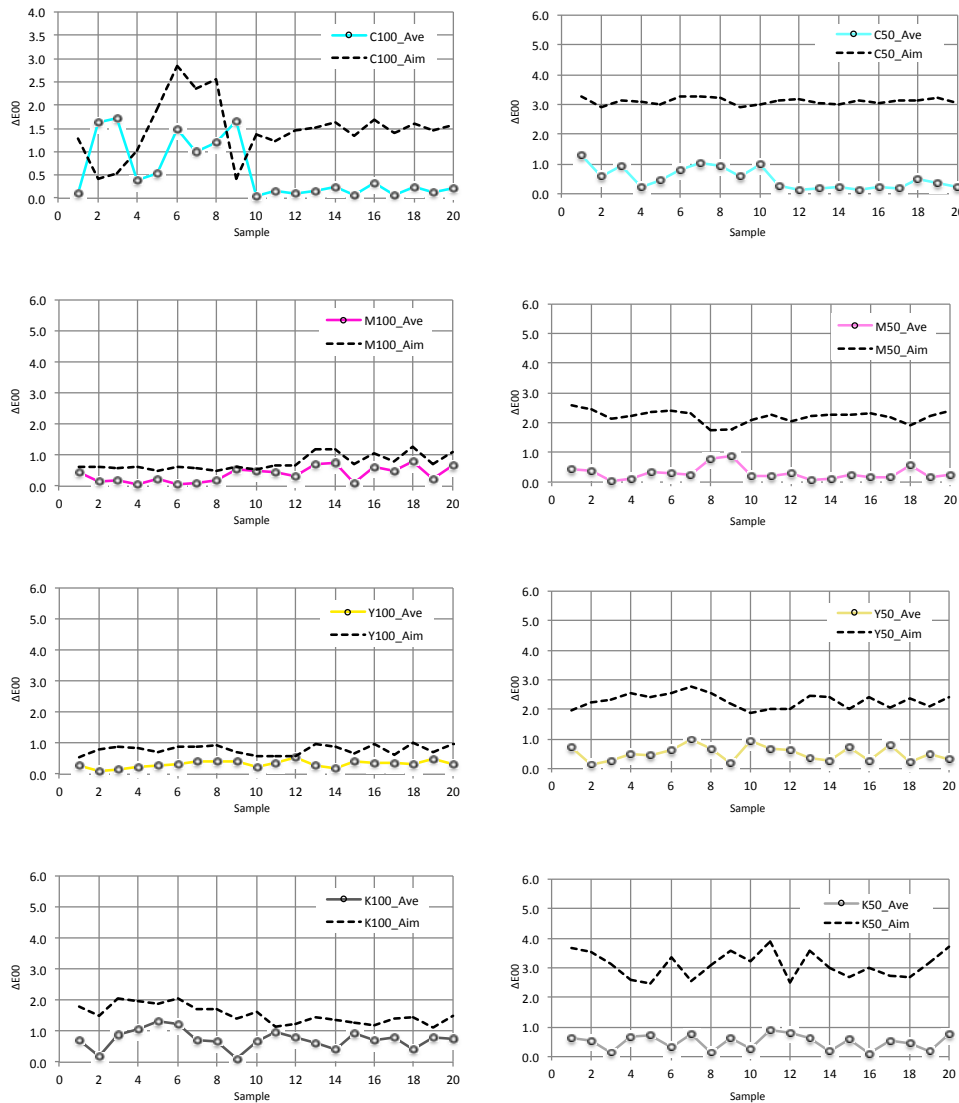 4.0
3.5
3.0
2.5
2.0
1.5
1.0
0.5
0.0
ΔE00
0 2 4 6 8 10 12 14 16 18 20
Sample
C100_Ave
C100_Aim
6.0
5.0
4.0
3.0
2.0
1.0
0.0
ΔE00
0 2 4 6 8 10 12 14 16 18 20
Sample
C50_Ave
C50_Aim
6.0
5.0
4.0
3.0
2.0
1.0
0.0
ΔE00
0 2 4 6 8 10 12 14 16 18 20
Sample
M100_Ave
M100_Aim
6.0
5.0
4.0
3.0
2.0
1.0
0.0
ΔE00
0 2 4 6 8 10 12 14 16 18 20
Sample
M50_Ave
M50_Aim
6.0
5.0
4.0
3.0
2.0
1.0
0.0
ΔE00
0 2 4 6 8 10 12 14 16 18 20
Sample
Y100_Ave
Y100_Aim
6.0
5.0
4.0
3.0
2.0
1.0
0.0
ΔE00
0 2 4 6 8 10 12 14 16 18 20
Sample
Y50_Ave
Y50_Aim
6.0
5.0
4.0
3.0
2.0
1.0
0.0
ΔE00
0 2 4 6 8 10 12 14 16 18 20
Sample
K100_Ave
K100_Aim
6.0
5.0
4.0
3.0
2.0
1.0
0.0
ΔE00
0 2 4 6 8 10 12 14 16 18 20
Sample
K50_Ave
K50_Aim